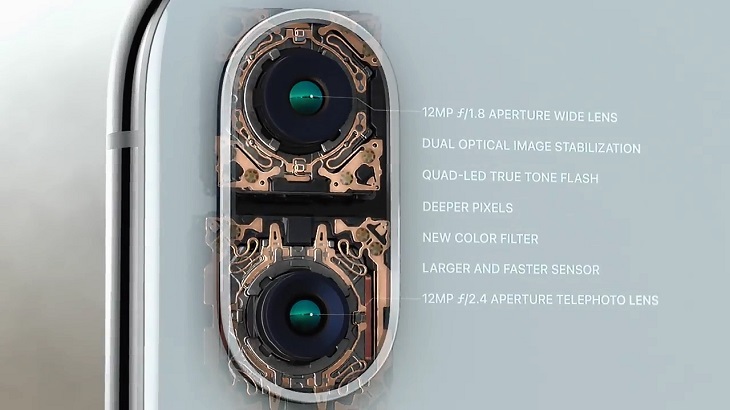 12MP ƒ/1.8 APERTURE WIDE LENS
DUAL OPTICAL IMAGE STABILIZATION
QUAD-LED TRUE TONE FLASH
DEEPER PIXELS
NEW COLOR FILTER
LARGER AND FASTER SENSOR
12MP ƒ/2.4 APERTURE TELEPHOTO LENS